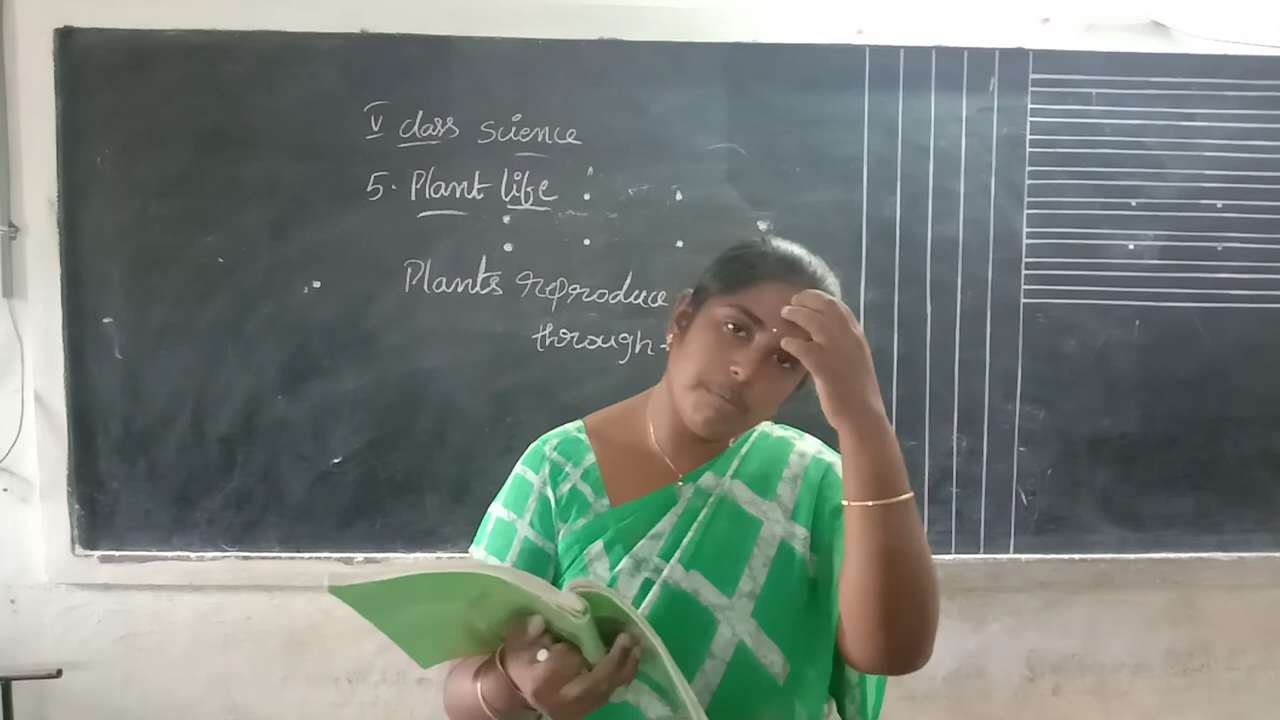 V class science
5. Plant life :
Plants reproduce
through